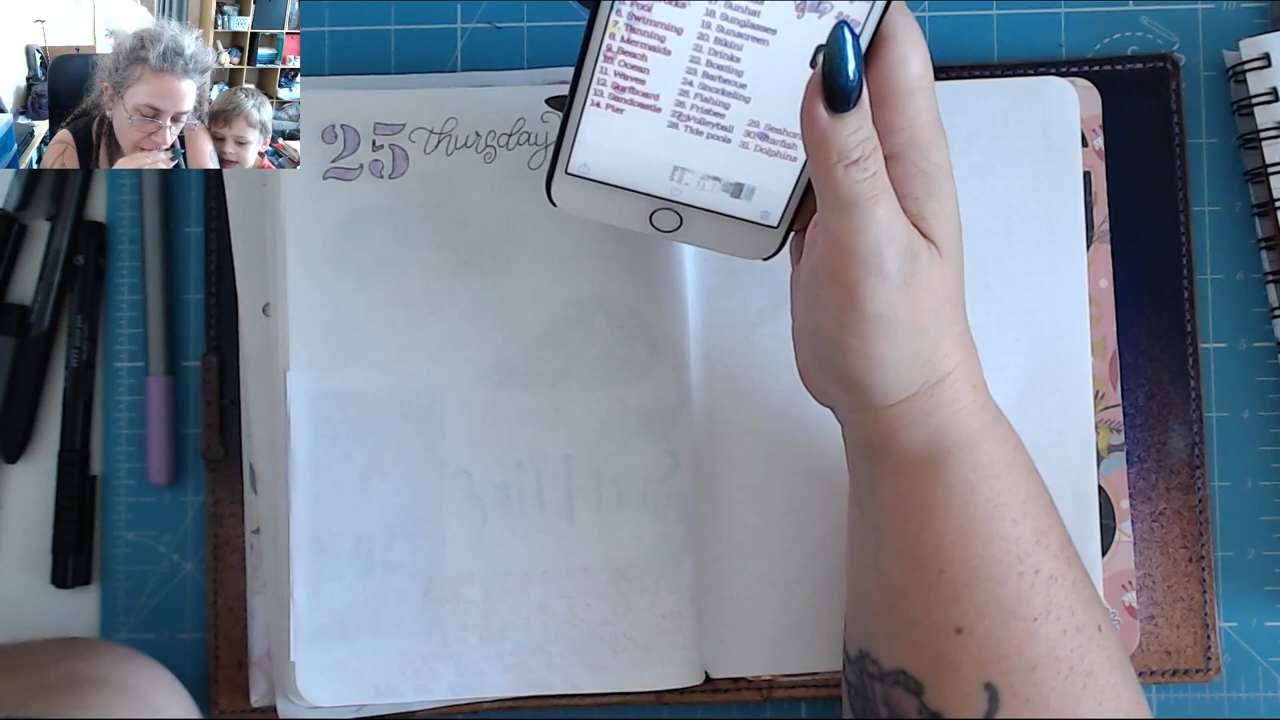 25 thursday
6. Swimming
Pool
7. Tanning
8. Mermaids
9. Beach
10. Ocean
11. Waves
12. Surfboard
13. Sandcastle
14. Pier
Sunhat
18. Sunglasses
19. Sunscreen
20. Bikini
21. Drinks
22. Boating
23. Barbecue
24. Snorkeling
25. Fishing
26. Frisbee
27. Volleyball
28. Tide pools
29.
30. Starfish
31. Dolphins